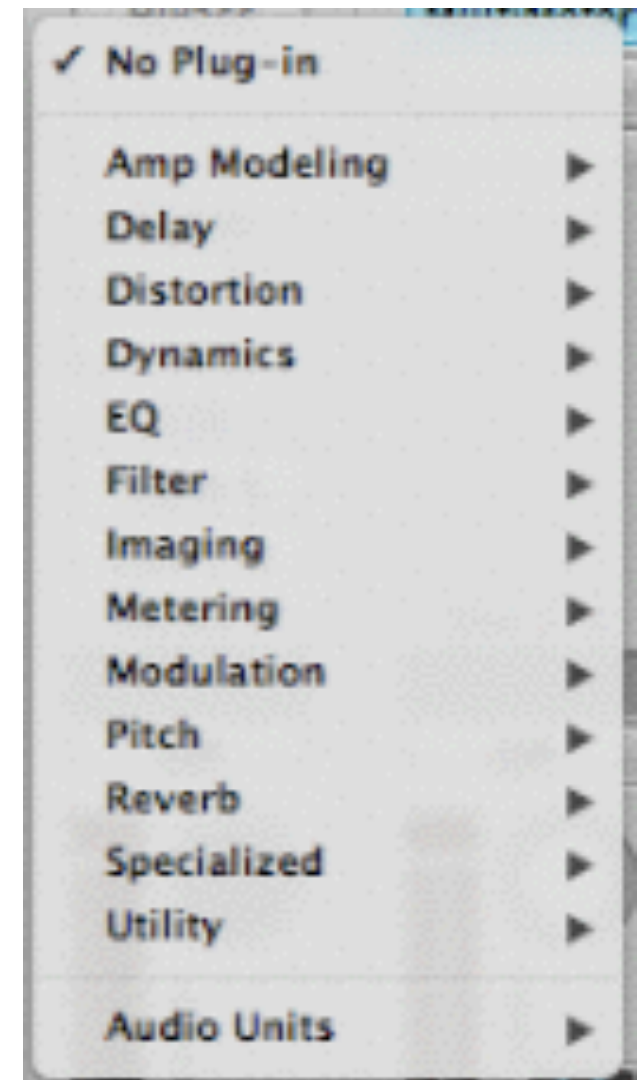 ✓ No Plug-in
Amp Modeling
Delay
Distortion
Dynamics
EQ
Filter
Imaging
Metering
Modulation
Pitch
Reverb
Specialized
Utility
Audio Units